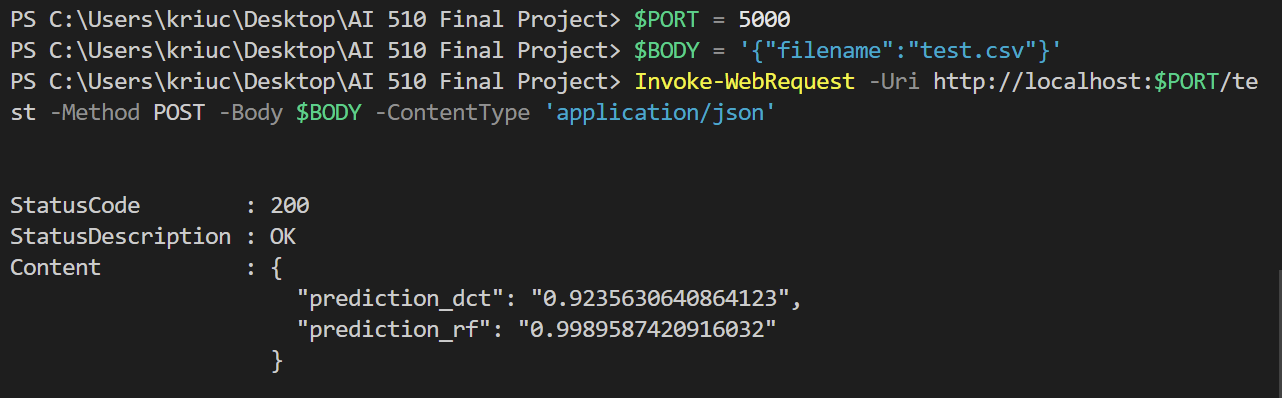 PS C:\Users\kriuc\Desktop\AI 510 Final Project> $PORT = 5000
PS C:\Users\kriuc\Desktop\AI 510 Final Project> $BODY = '{"filename":"test.csv"}'
PS C:\Users\kriuc\Desktop\AI 510 Final Project> Invoke-WebRequest -Uri http://localhost:$PORT/te
st -Method POST -Body $BODY -ContentType 'application/json'
StatusCode        : 200
StatusDescription : OK
Content           : {
                      "prediction_dct": "0.9235630640864123",
                      "prediction_rf": "0.9989587420916032"
                    }